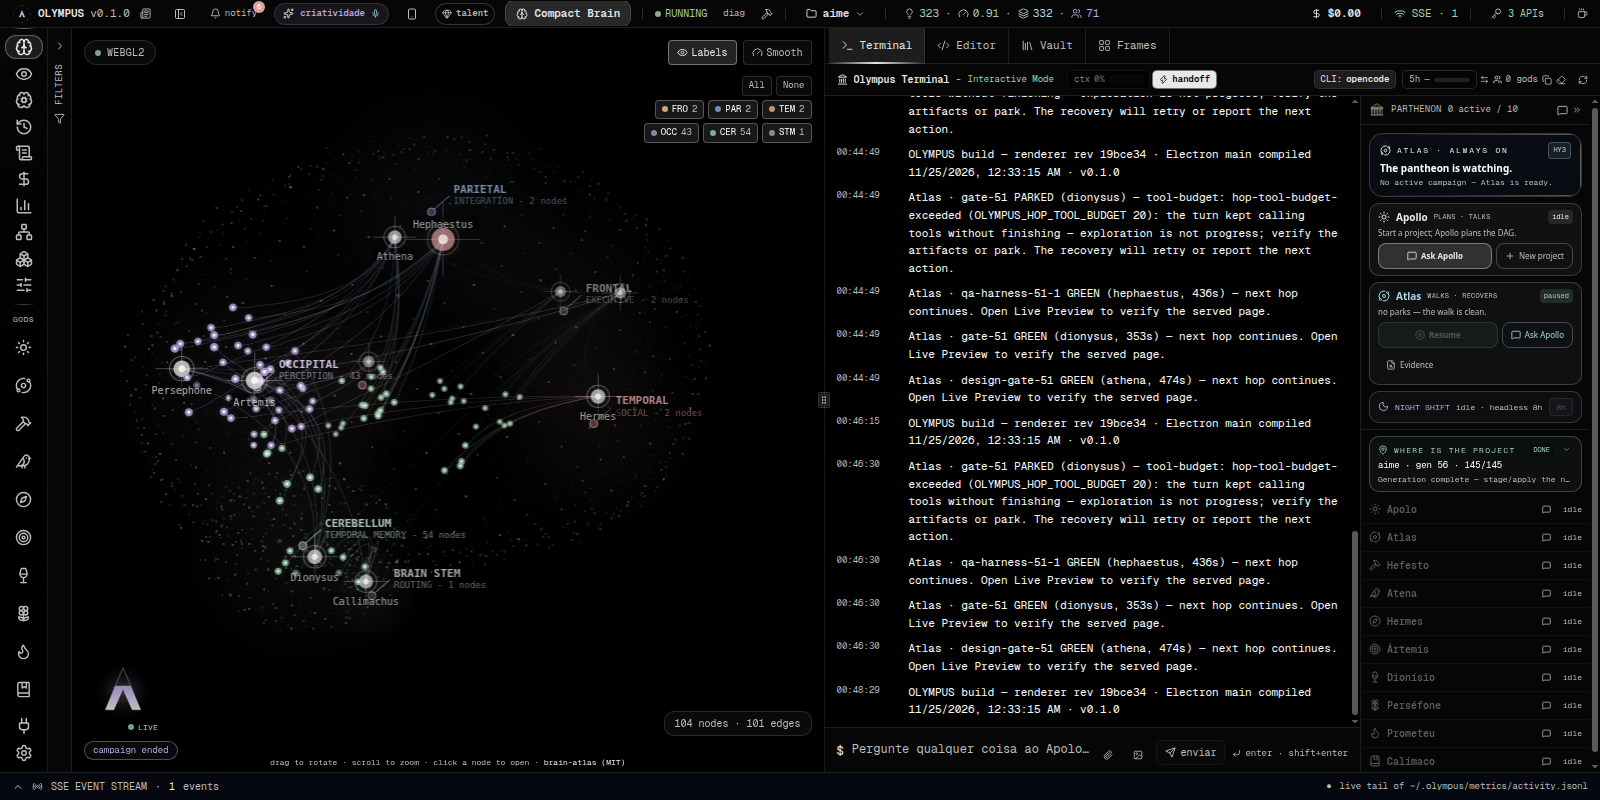 OLYMPUS v0.1.0
notify
6
criatividade
talent
Compact Brain
RUNNING
diag
aime
323 · 0.91 · 332 · 71
$0.00
SSE · 1
3 APIs
FILTERS
GODS
WEBGL2
Labels
Smooth
All
None
FRO 2
PAR 2
TEM 2
OCC 43
CER 54
STM 1
PARIETAL
INTEGRATION - 2 nodes
Hephaestus
Athena
FRONTAL
EXECUTIVE - 2 nodes
OCCIPITAL
PERCEPTION - 43 nodes
Persephone
Artemis
TEMPORAL
SOCIAL - 2 nodes
Hermes
CEREBELLUM
TEMPORAL MEMORY - 54 nodes
Dionysus
BRAIN STEM
ROUTING - 1 nodes
Callimachus
LIVE
campaign ended
104 nodes · 101 edges
drag to rotate · scroll to zoom · click a node to open · brain-atlas (MIT)
Terminal
Editor
Vault
Frames
Olympus Terminal - Interactive Mode
ctx 0%
handoff
CLI: opencode
5h —
0 gods
artifacts or park. The recovery will retry or report the next
action.
00:44:49 OLYMPUS build — renderer rev 19bce34 · Electron main compiled
11/25/2026, 12:33:15 AM · v0.1.0
00:44:49 Atlas · gate-51 PARKED (dionysus) — tool-budget: hop-tool-budget-
exceeded (OLYMPUS_HOP_TOOL_BUDGET 20): the turn kept calling
tools without finishing — exploration is not progress; verify the
artifacts or park. The recovery will retry or report the next
action.
00:44:49 Atlas · qa-harness-51-1 GREEN (hephaestus, 436s) — next hop
continues. Open Live Preview to verify the served page.
00:44:49 Atlas · gate-51 GREEN (dionysus, 353s) — next hop continues. Open
Live Preview to verify the served page.
00:44:49 Atlas · design-gate-51 GREEN (athena, 474s) — next hop continues.
Open Live Preview to verify the served page.
00:46:15 OLYMPUS build — renderer rev 19bce34 · Electron main compiled
11/25/2026, 12:33:15 AM · v0.1.0
00:46:30 Atlas · gate-51 PARKED (dionysus) — tool-budget: hop-tool-budget-
exceeded (OLYMPUS_HOP_TOOL_BUDGET 20): the turn kept calling
tools without finishing — exploration is not progress; verify the
artifacts or park. The recovery will retry or report the next
action.
00:46:30 Atlas · qa-harness-51-1 GREEN (hephaestus, 436s) — next hop
continues. Open Live Preview to verify the served page.
00:46:30 Atlas · gate-51 GREEN (dionysus, 353s) — next hop continues. Open
Live Preview to verify the served page.
00:46:30 Atlas · design-gate-51 GREEN (athena, 474s) — next hop continues.
Open Live Preview to verify the served page.
00:48:29 OLYMPUS build — renderer rev 19bce34 · Electron main compiled
11/25/2026, 12:33:15 AM · v0.1.0
$ Pergunte qualquer coisa ao Apolo…
enviar
enter · shift+enter
PARTHENON 0 active / 10
ATLAS · ALWAYS ON
HY3
The pantheon is watching.
No active campaign — Atlas is ready.
Apollo PLANS · TALKS
idle
Start a project; Apollo plans the DAG.
Ask Apollo
New project
Atlas WALKS · RECOVERS
paused
no parks — the walk is clean.
Resume
Ask Apollo
Evidence
NIGHT SHIFT idle · headless 8h
8h
WHERE IS THE PROJECT
DONE
aime · gen 56 · 145/145
Generation complete — stage/apply the n…
Apolo idle
Atlas idle
Hefesto idle
Atena idle
Hermes idle
Ártemis idle
Dionísio idle
Perséfone idle
Prometeu idle
Calímaco idle
SSE EVENT STREAM · 1 events
live tail of ~/.olympus/metrics/activity.jsonl